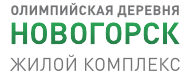 ОЛИМПИЙСКАЯ ДЕРЕВНЯ
НОВОГОРСК
ЖИЛОЙ КОМПЛЕКС